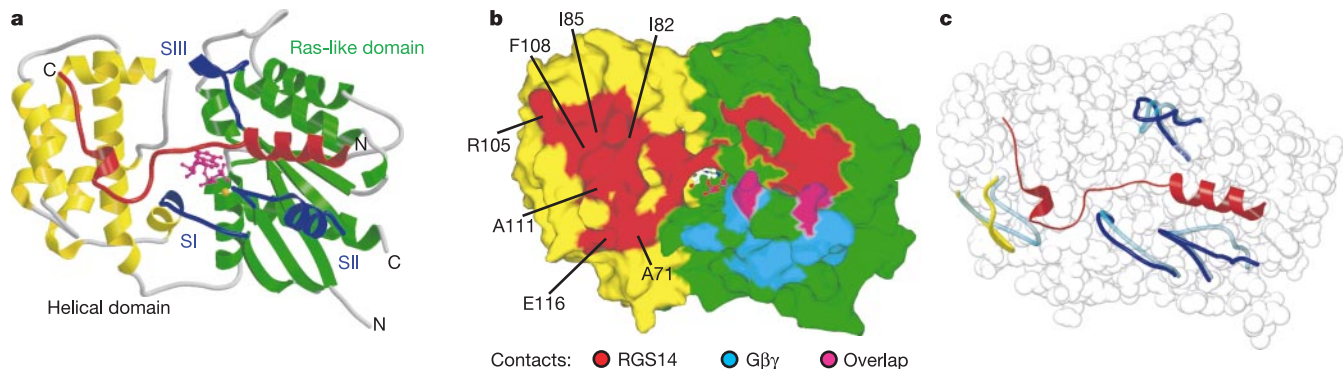 a
C
SIII
Ras-like domain
N
SI
SII
C
Helical domain
N
b
I85
I82
F108
R105
A111
A71
E116
Contacts: RGS14 Gβγ Overlap
c